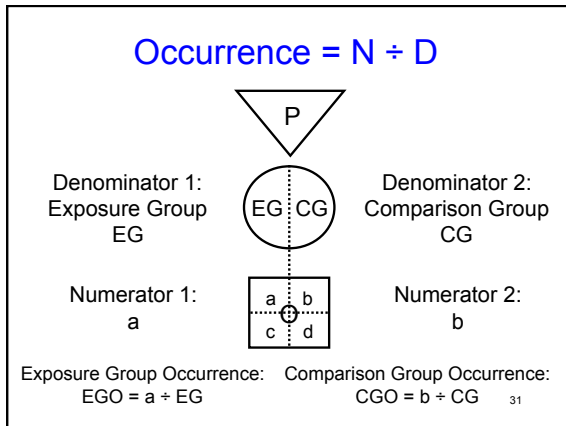 Occurrence = N ÷ D
P
Denominator 1:
Exposure Group
EG
EG CG
Denominator 2:
Comparison Group
CG
Numerator 1:
a
a b
c d
Numerator 2:
b
Exposure Group Occurrence:
EGO = a ÷ EG
Comparison Group Occurrence:
CGO = b ÷ CG
31